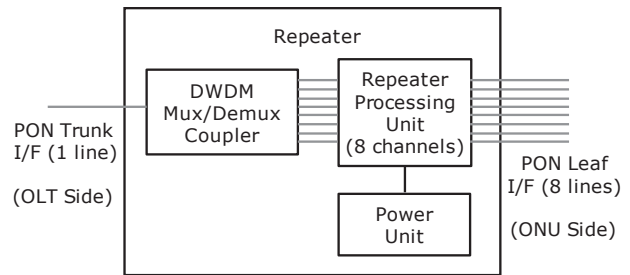 Repeater
DWDM
Mux/Demux
Coupler
Repeater
Processing
Unit
(8 channels)
PON Trunk
I/F (1 line)
(OLT Side)
PON Leaf
I/F (8 lines)
(ONU Side)
Power
Unit